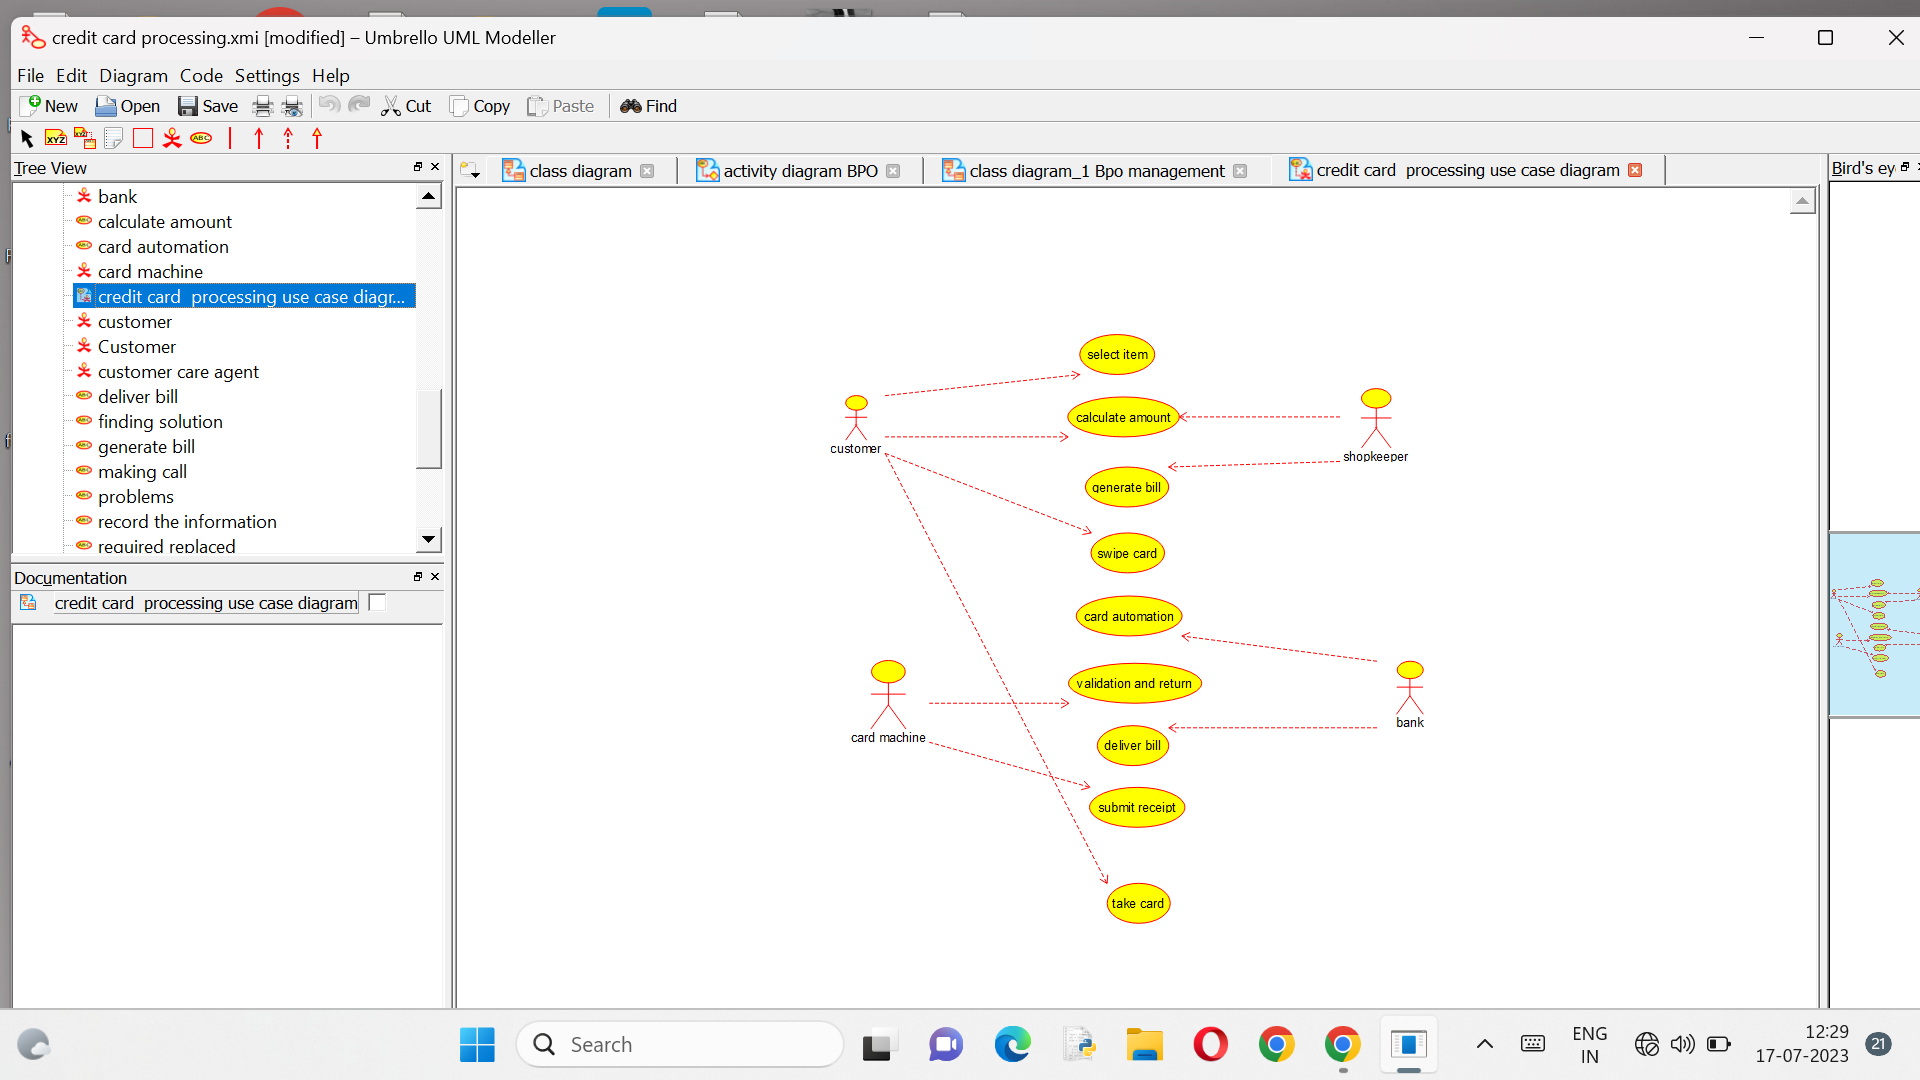 credit card processing.xmi [modified] – Umbrello UML Modeller
File Edit Diagram Code Settings Help
New Open Save Cut Copy Paste Find
XYZ XYZ ABC
Tree View
class diagram
activity diagram BPO
class diagram_1 Bpo management
credit card processing use case diagram
Bird's ey
bank
calculate amount
card automation
card machine
credit card processing use case diagr...
customer
Customer
customer care agent
deliver bill
finding solution
generate bill
making call
problems
record the information
required replaced
Documentation
credit card processing use case diagram
select item
calculate amount
customer
shopkeeper
generate bill
swipe card
card automation
validation and return
card machine
bank
deliver bill
submit receipt
take card
Search
ENG
IN
12:29
17-07-2023
21